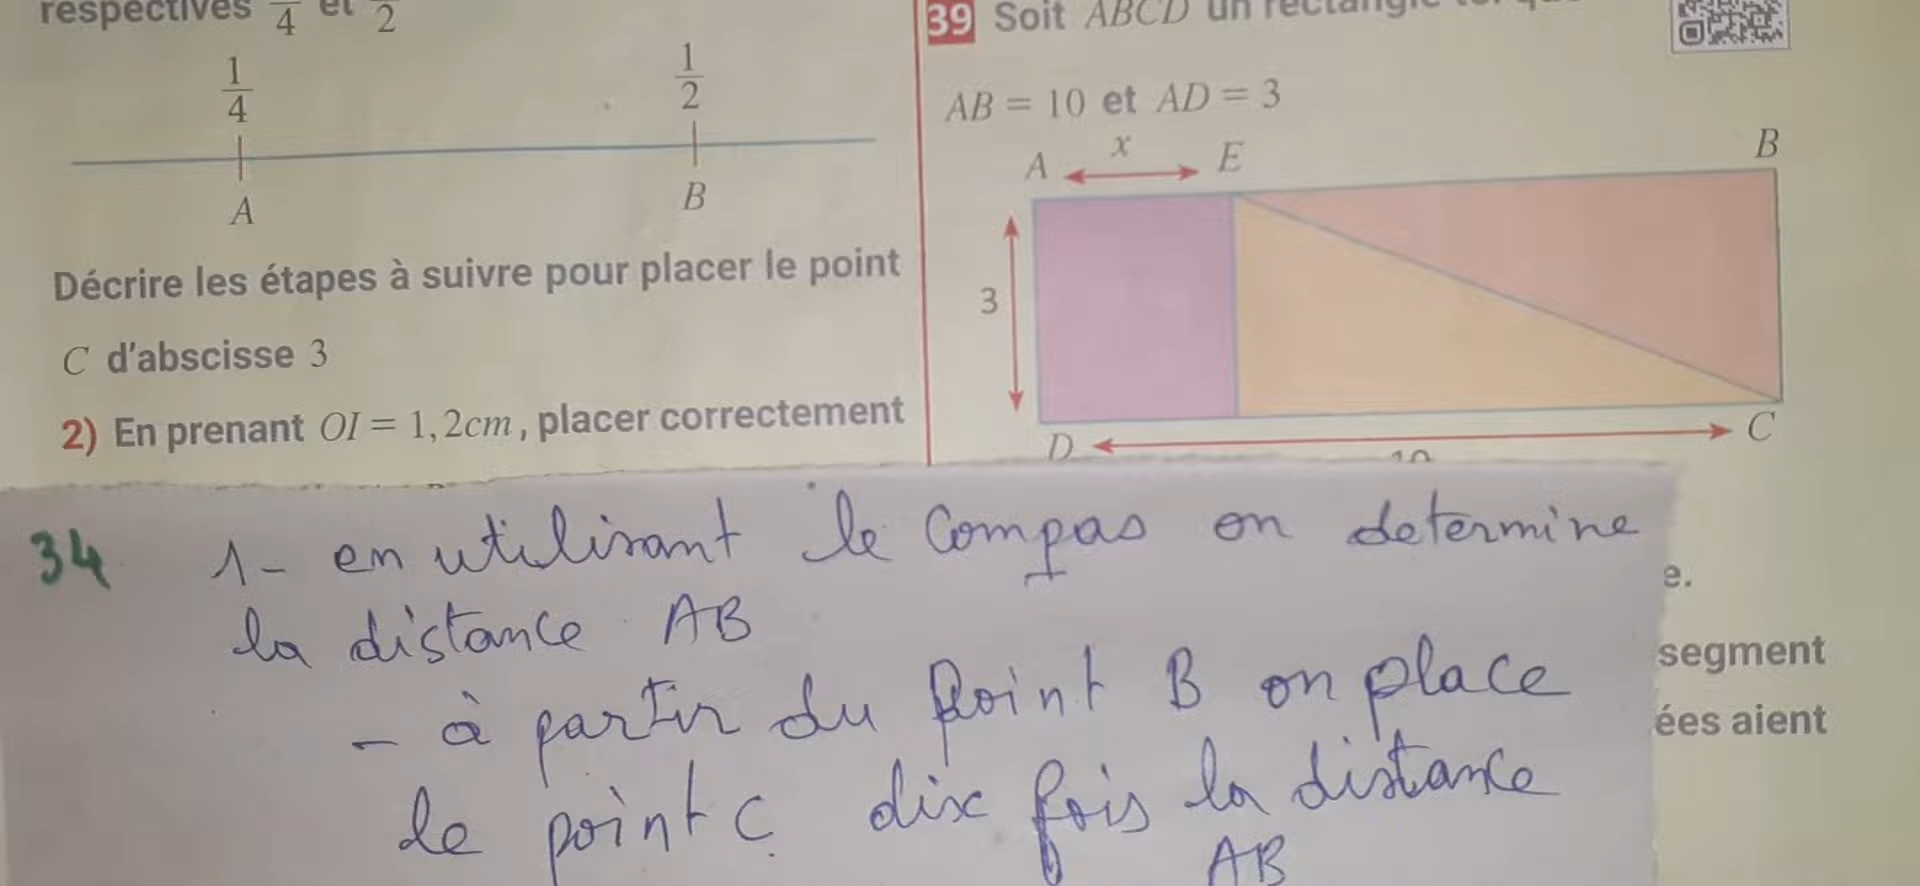 respectives 1/4 et 1/2
1/4 1/2
A B
Décrire les étapes à suivre pour placer le point
C d'abscisse 3
2) En prenant OI = 1,2cm, placer correctement
39 Soit ABCD un rectangle
AB = 10 et AD = 3
A x E B
3
D C
10
34 1- en utilisant le compas on determine
la distance AB
- à partir du point B on place
le point C dix fois la distance
AB
e.
segment
ées aient